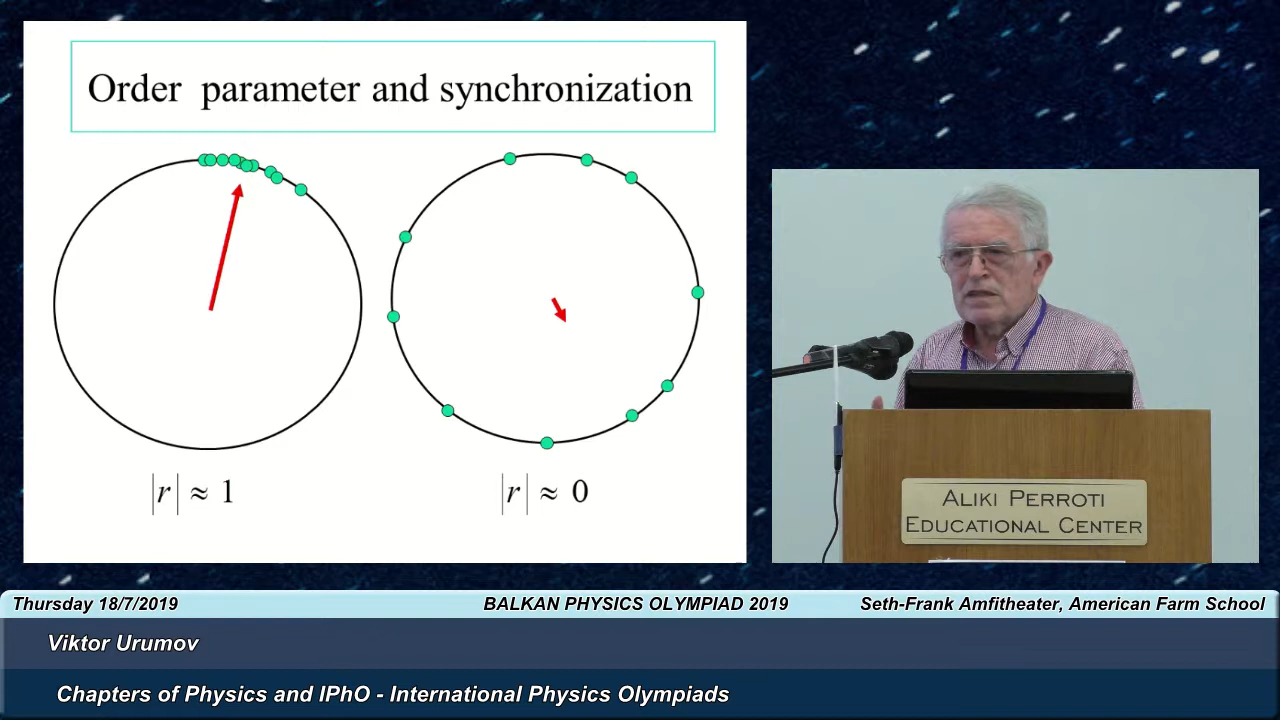 Order parameter and synchronization
|r| ≈ 1
|r| ≈ 0
ALIKI PERROTI
EDUCATIONAL CENTER
Thursday 18/7/2019
BALKAN PHYSICS OLYMPIAD 2019
Seth-Frank Amfitheater, American Farm School
Viktor Urumov
Chapters of Physics and IPhO - International Physics Olympiads